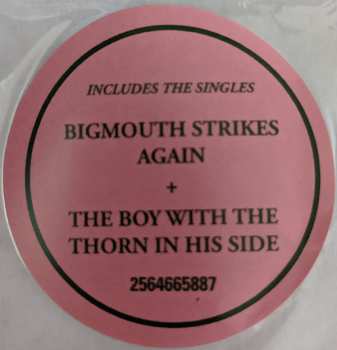 INCLUDES THE SINGLES
BIGMOUTH STRIKES
AGAIN
+
THE BOY WITH THE
THORN IN HIS SIDE
2564665887